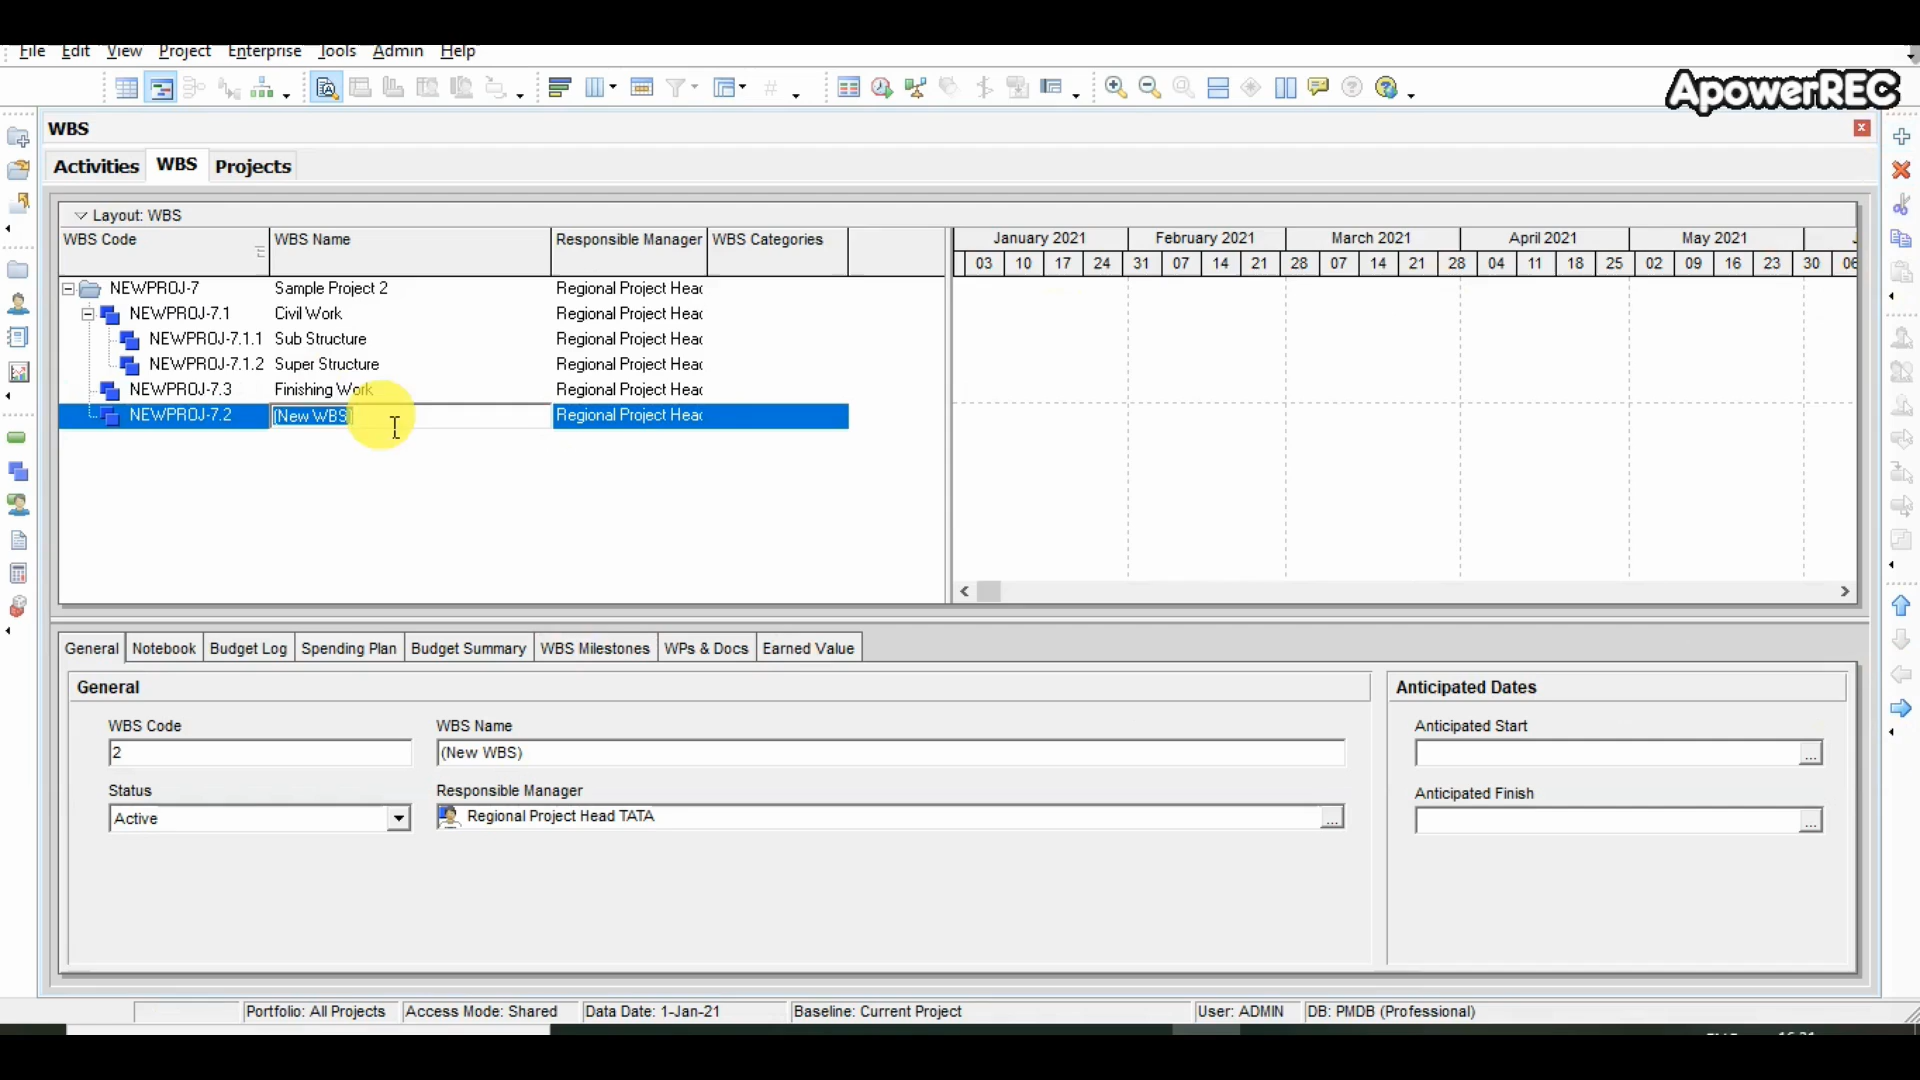 File Edit View Project Enterprise Tools Admin Help
ApowerREC
WBS
Activities WBS Projects
Layout: WBS
WBS Code WBS Name Responsible Manager WBS Categories
January 2021 February 2021 March 2021 April 2021 May 2021
03 10 17 24 31 07 14 21 28 07 14 21 28 04 11 18 25 02 09 16 23 30 06
NEWPROJ-7 Sample Project 2 Regional Project Head
NEWPROJ-7.1 Civil Work Regional Project Head
NEWPROJ-7.1.1 Sub Structure Regional Project Head
NEWPROJ-7.1.2 Super Structure Regional Project Head
NEWPROJ-7.3 Finishing Work Regional Project Head
NEWPROJ-7.2 (New WBS) Regional Project Head
General Notebook Budget Log Spending Plan Budget Summary WBS Milestones WPs & Docs Earned Value
General Anticipated Dates
WBS Code WBS Name Anticipated Start
2 (New WBS) ...
Status Responsible Manager Anticipated Finish
Active Regional Project Head TATA ... ...
Portfolio: All Projects Access Mode: Shared Data Date: 1-Jan-21 Baseline: Current Project User: ADMIN DB: PMDB (Professional)